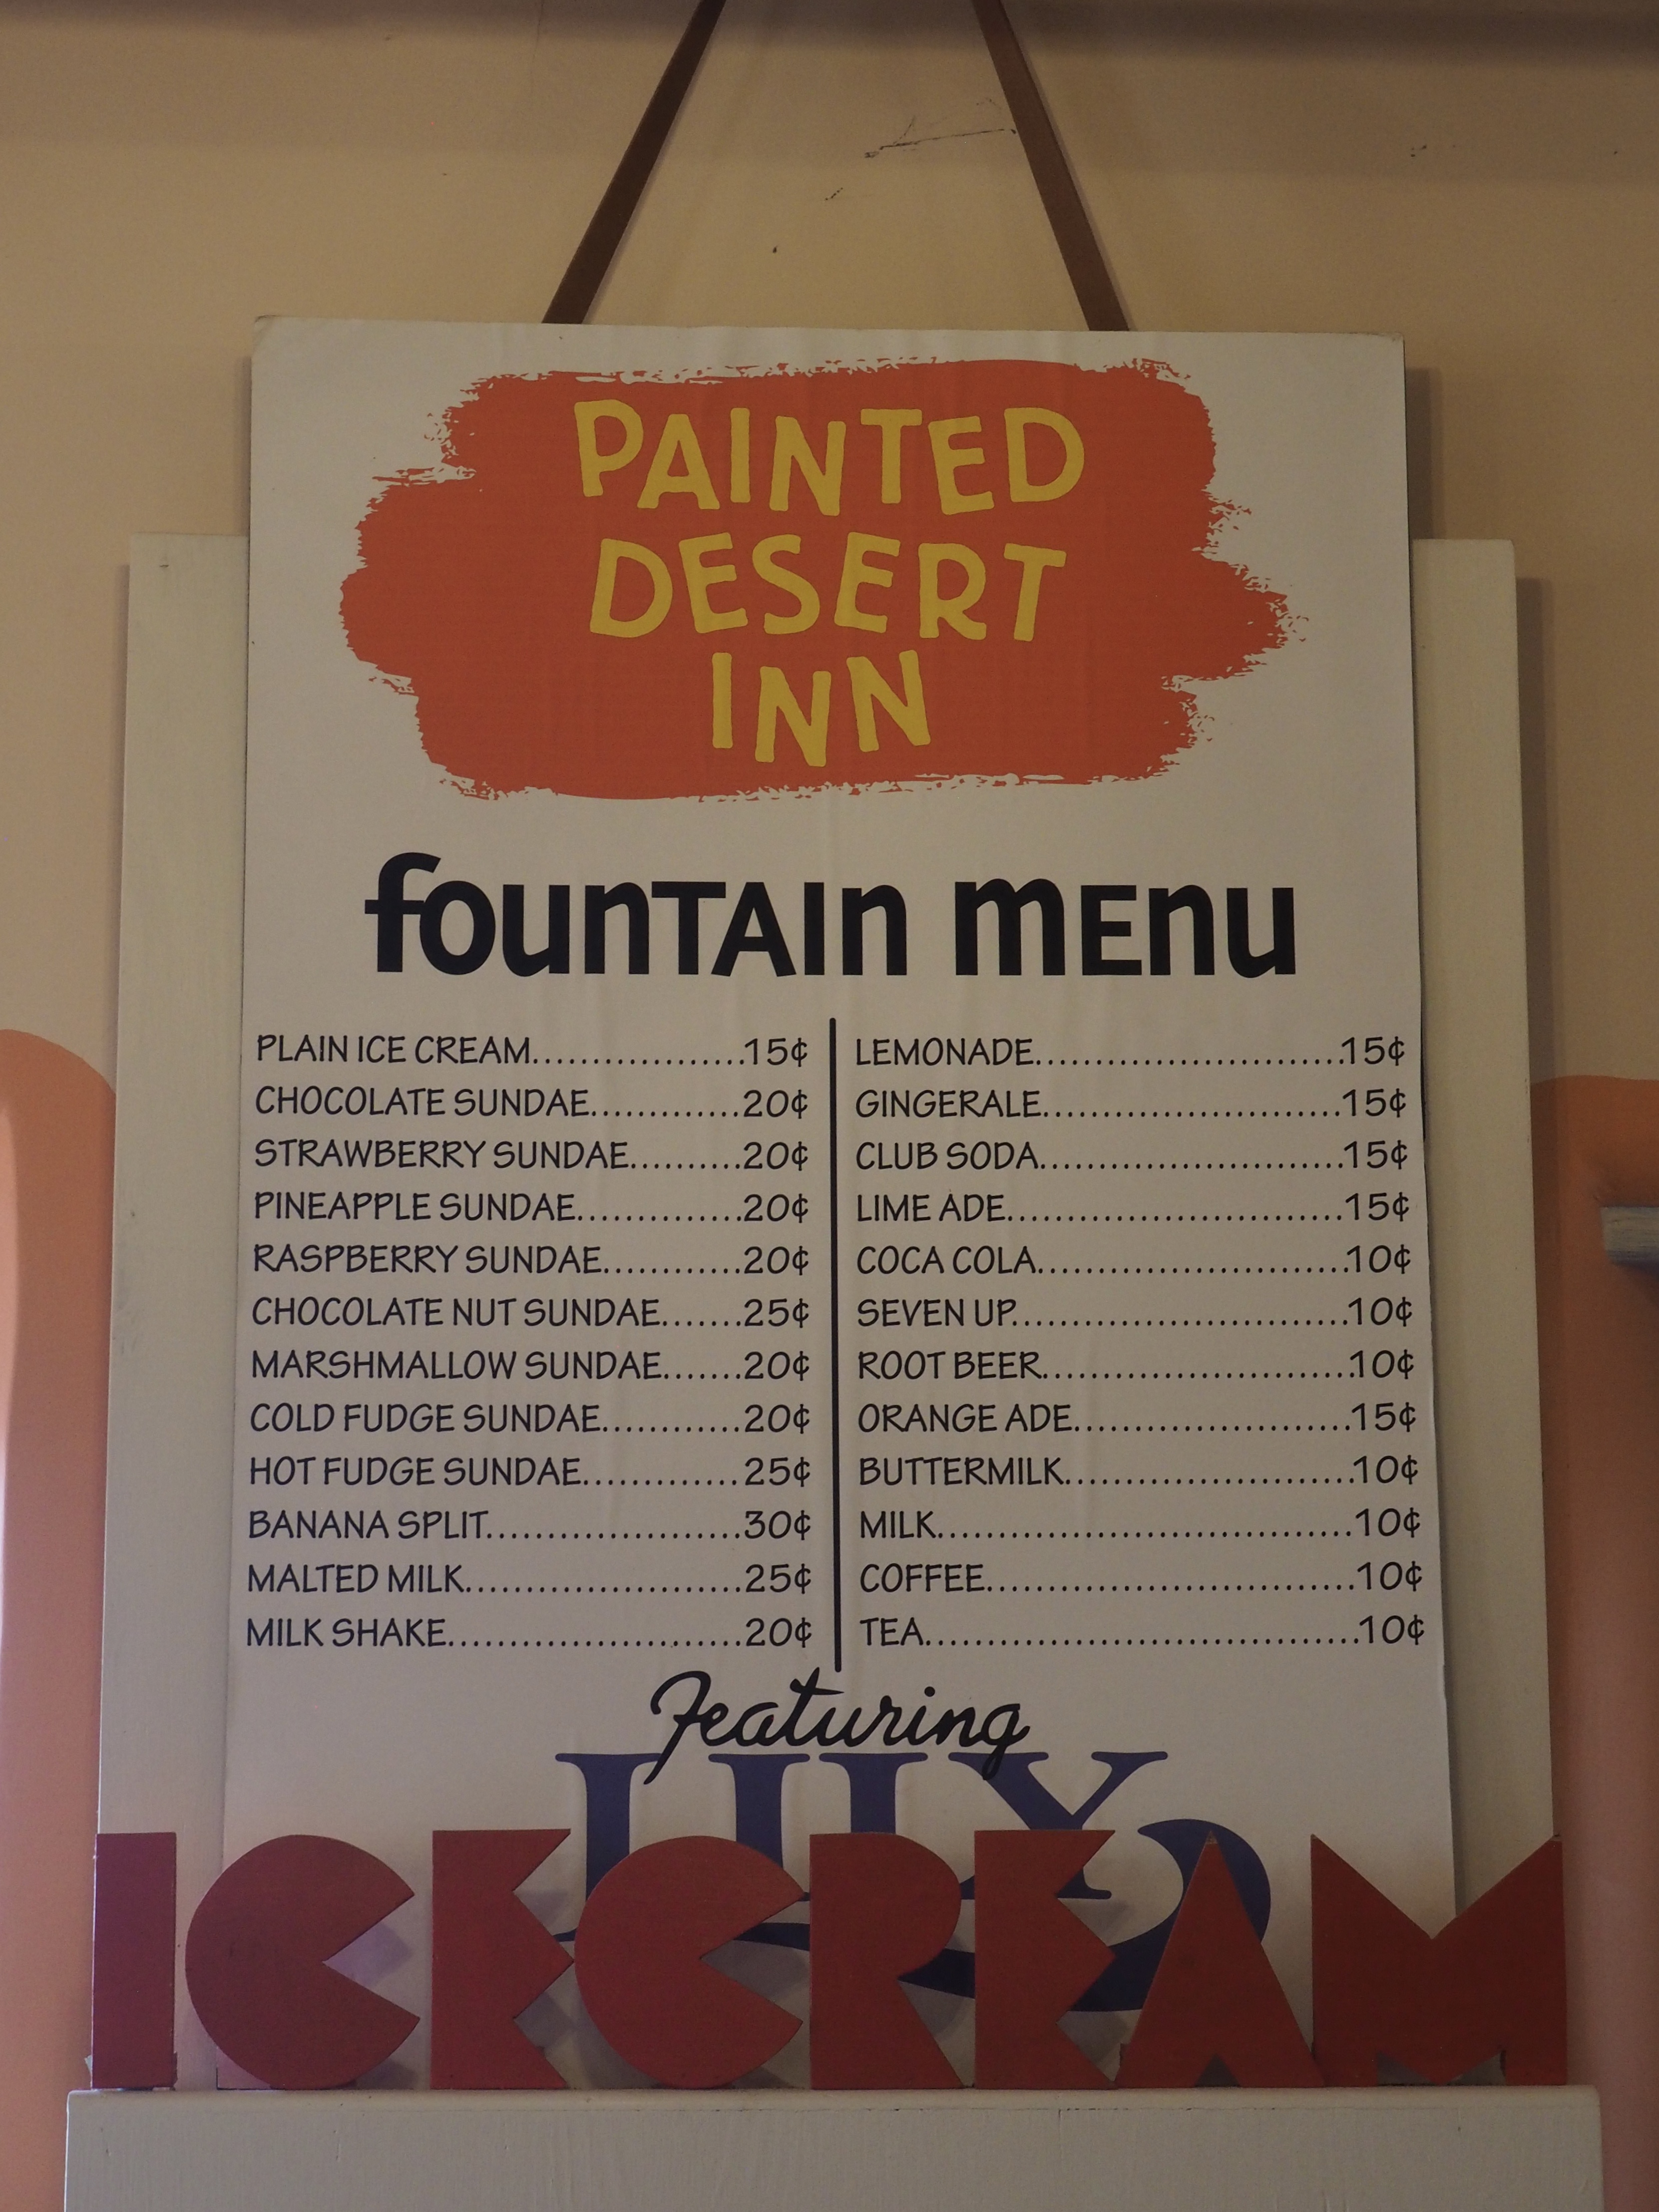 PAINTED
DESERT
INN
founTAIn mEnu
PLAIN ICE CREAM..................15¢
CHOCOLATE SUNDAE.............20¢
STRAWBERRY SUNDAE..........20¢
PINEAPPLE SUNDAE..............20¢
RASPBERRY SUNDAE............20¢
CHOCOLATE NUT SUNDAE.......25¢
MARSHMALLOW SUNDAE.......20¢
COLD FUDGE SUNDAE............20¢
HOT FUDGE SUNDAE.............25¢
BANANA SPLIT......................30¢
MALTED MILK........................25¢
MILK SHAKE..........................20¢
LEMONADE...........................15¢
GINGERALE..........................15¢
CLUB SODA..........................15¢
LIME ADE.............................15¢
COCA COLA...........................10¢
SEVEN UP.............................10¢
ROOT BEER...........................10¢
ORANGE ADE........................15¢
BUTTERMILK.........................10¢
MILK....................................10¢
COFFEE................................10¢
TEA.....................................10¢
Featuring
ICE CREAM